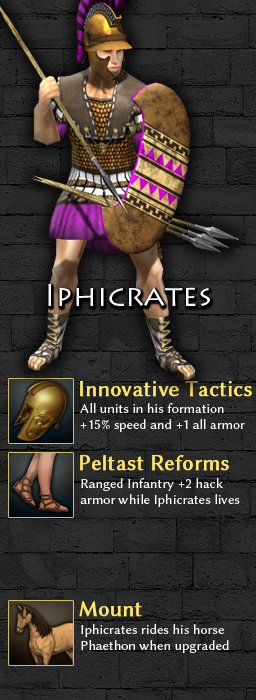 Iphicrates
Innovative Tactics
All units in his formation
+15% speed and +1 all armor
Peltast Reforms
Ranged Infantry +2 hack
armor while Iphicrates lives
Mount
Iphicrates rides his horse
Phaethon when upgraded